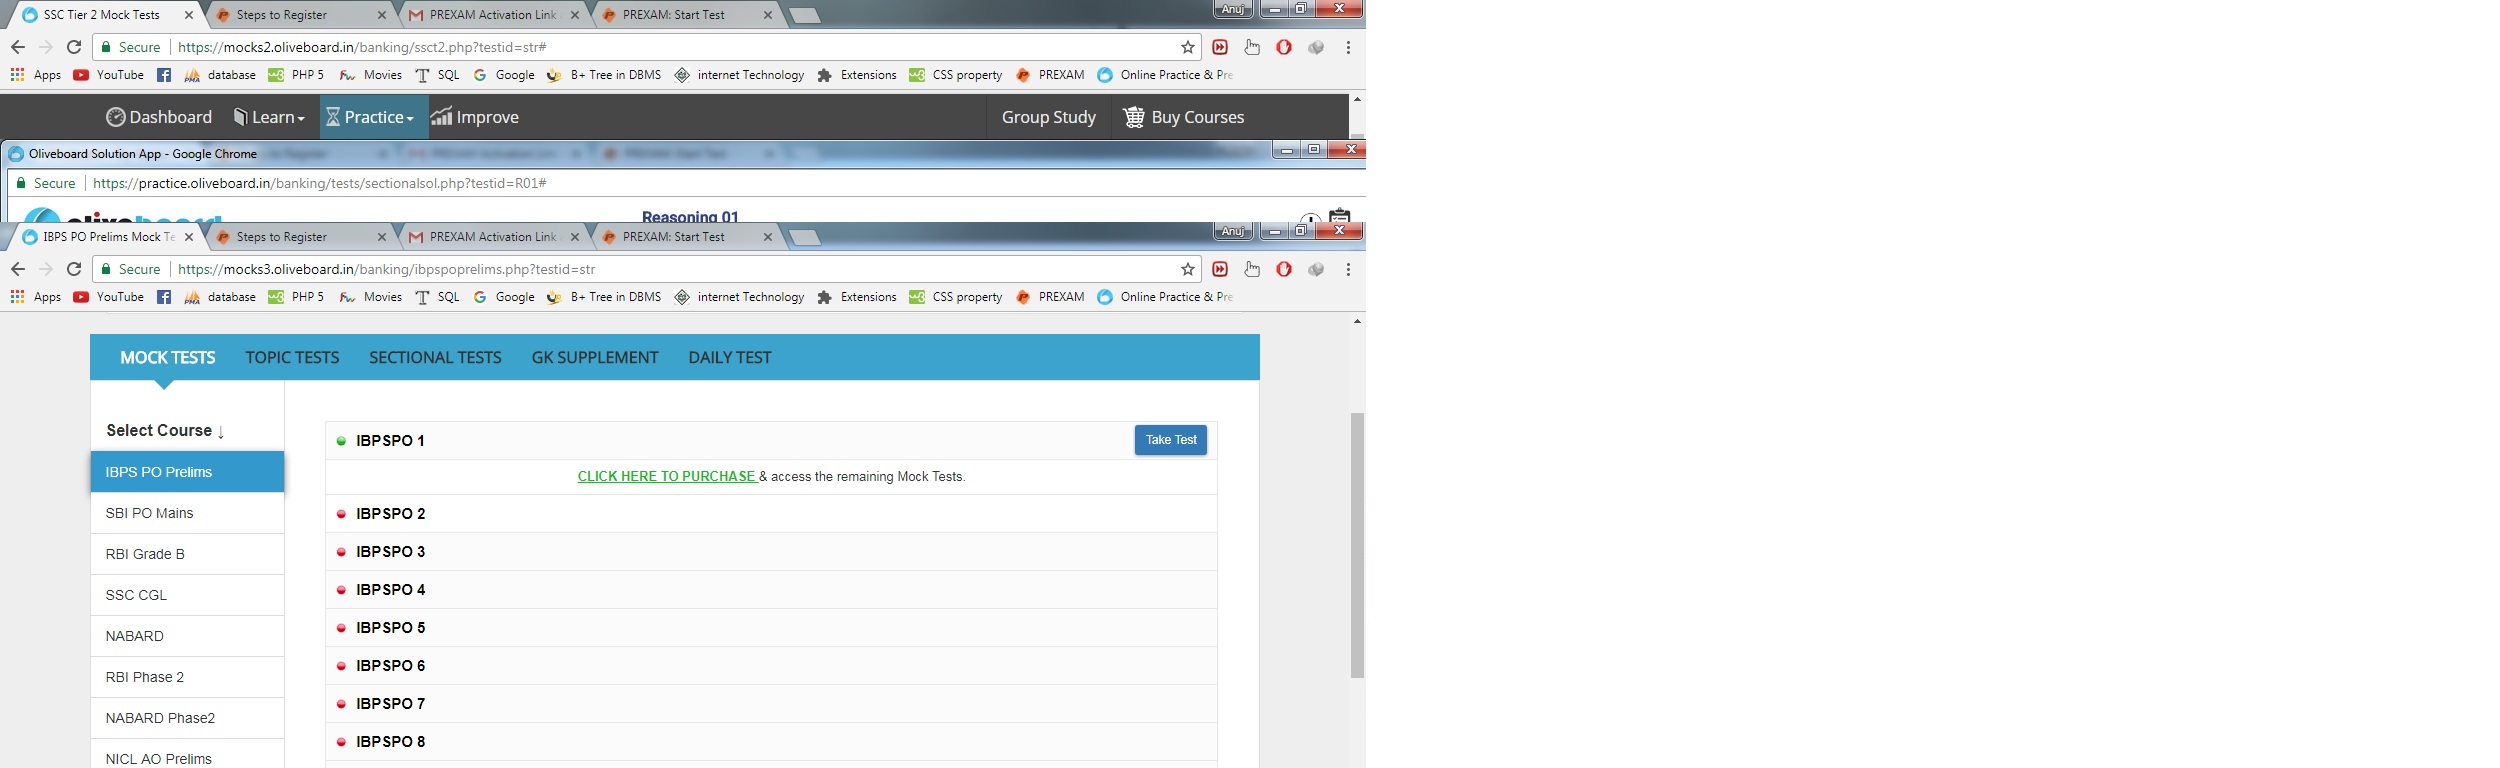 SSC Tier 2 Mock Tests
Steps to Register
PREXAM Activation Link
PREXAM: Start Test
Anuj
Secure https://mocks2.oliveboard.in/banking/ssct2.php?testid=str#
Apps YouTube database PHP 5 Movies SQL Google B+ Tree in DBMS internet Technology Extensions CSS property PREXAM Online Practice & Pre
Dashboard Learn Practice Improve Group Study Buy Courses
Oliveboard Solution App - Google Chrome
Secure https://practice.oliveboard.in/banking/tests/sectionalsol.php?testid=R01#
oliveboard Reasoning 01
IBPS PO Prelims Mock Te
Steps to Register
PREXAM Activation Link
PREXAM: Start Test
Anuj
Secure https://mocks3.oliveboard.in/banking/ibpspoprelims.php?testid=str
Apps YouTube database PHP 5 Movies SQL Google B+ Tree in DBMS internet Technology Extensions CSS property PREXAM Online Practice & Pre
MOCK TESTS TOPIC TESTS SECTIONAL TESTS GK SUPPLEMENT DAILY TEST
Select Course ↓
IBPS PO Prelims
SBI PO Mains
RBI Grade B
SSC CGL
NABARD
RBI Phase 2
NABARD Phase2
NICL AO Prelims
IBPSPO 1 Take Test
CLICK HERE TO PURCHASE & access the remaining Mock Tests.
IBPSPO 2
IBPSPO 3
IBPSPO 4
IBPSPO 5
IBPSPO 6
IBPSPO 7
IBPSPO 8